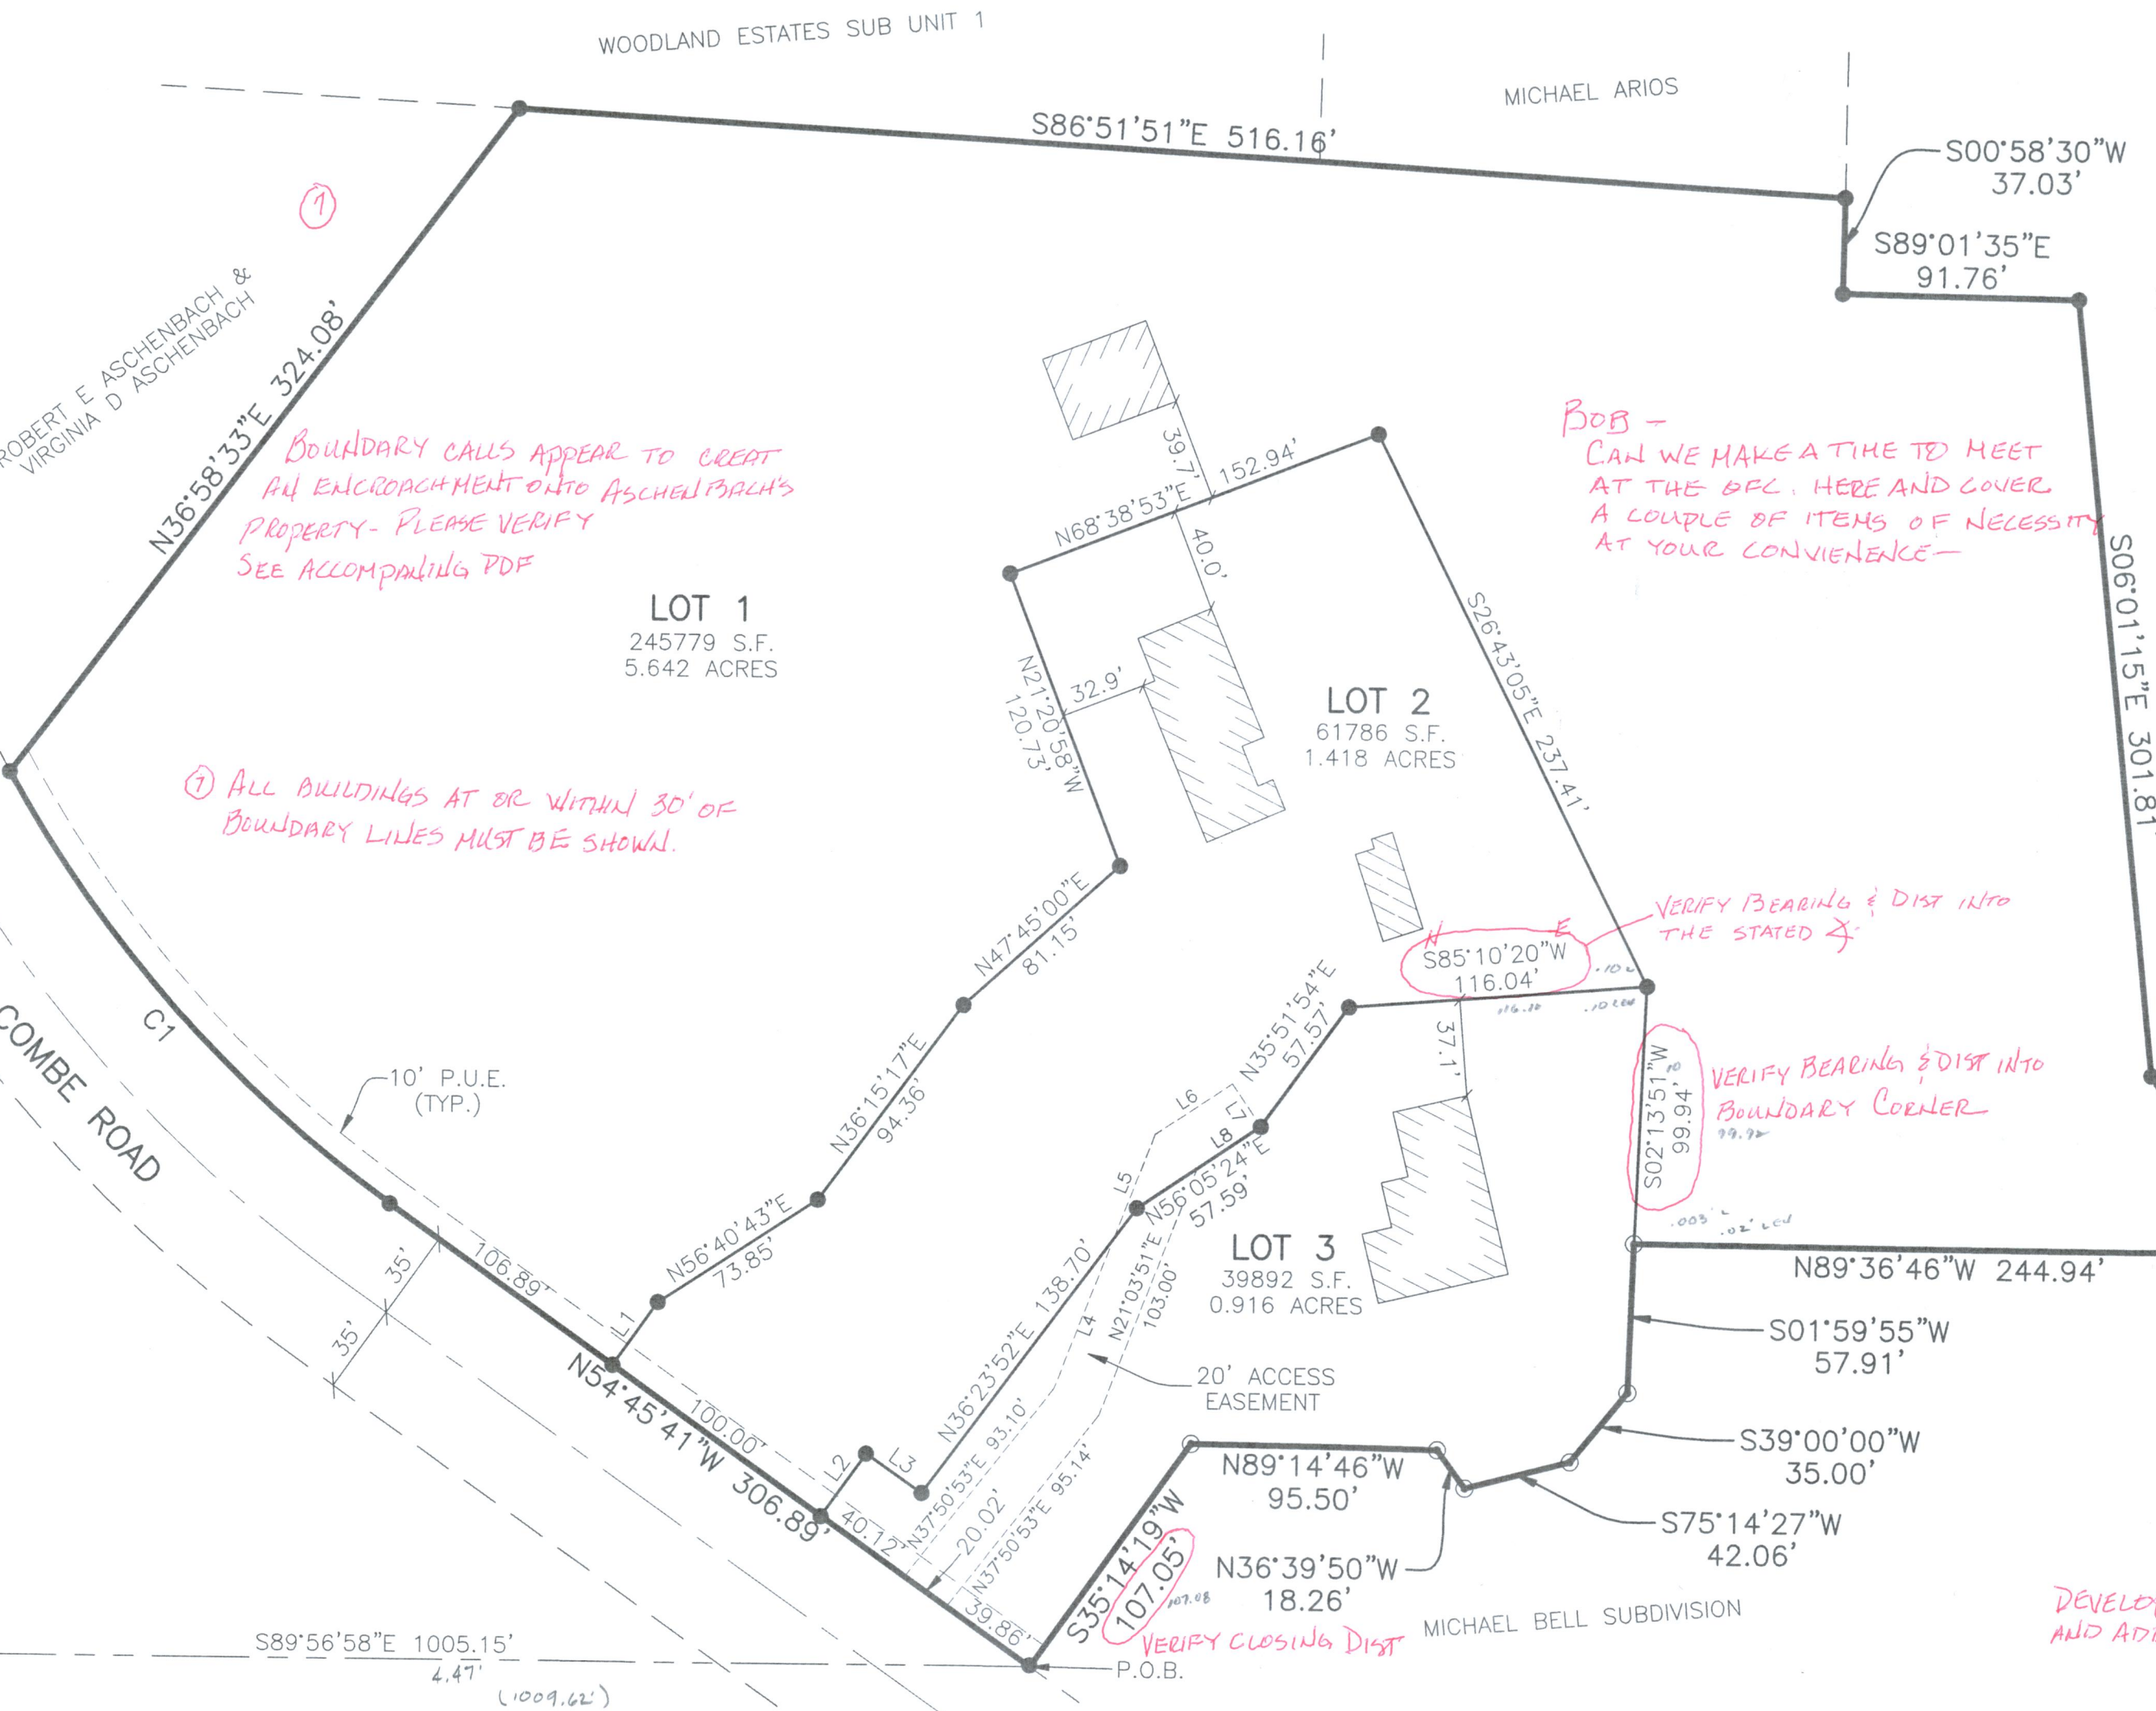 WOODLAND ESTATES SUB UNIT 1
MICHAEL ARIOS
S86°51'51"E 516.16'
S00°58'30"W
37.03'
S89°01'35"E
91.76'
①
ROBERT E ASCHENBACH &
VIRGINIA D ASCHENBACH
N36°58'33"E 324.08'
BOUNDARY CALLS APPEAR TO CREAT
AN ENCROACHMENT ONTO ASCHENBACH'S
PROPERTY- PLEASE VERIFY
SEE ACCOMPANING PDF
BOB -
CAN WE MAKE A TIME TO MEET
AT THE OFC. HERE AND COVER
A COUPLE OF ITEMS OF NECESSITY
AT YOUR CONVIENENCE—
39.7'
152.94'
N68°38'53"E
40.0'
LOT 1
245779 S.F.
5.642 ACRES
N21°20'58"W
120.73'
32.9'
LOT 2
61786 S.F.
1.418 ACRES
S26°43'05"E 237.41'
S06°01'15"E 301.81'
① ALL BUILDINGS AT OR WITHIN 30' OF
BOUNDARY LINES MUST BE SHOWN.
N47°45'00"E
81.15'
VERIFY BEARING & DIST INTO
THE STATED ∡
N E
S85°10'20"W
116.04'
N35°51'54"E
57.57'
37.1'
S02°13'51"W
99.94'
10
VERIFY BEARING & DIST INTO
BOUNDARY CORNER
99.92
C1
COMBE ROAD
10' P.U.E.
(TYP.)
N36°15'17"E
94.36'
L6
L7
L8
L5
N56°05'24"E
57.59'
N56°40'43"E
73.85'
LOT 3
39892 S.F.
0.916 ACRES
.003'
.02'
N89°36'46"W 244.94'
106.89'
35'
35'
L1
N36°23'52"E 138.70'
L4
N21°03'51"E
103.00'
20' ACCESS
EASEMENT
S01°59'55"W
57.91'
N54°45'41"W 306.89'
100.00'
L2
L3
N37°50'53"E 93.10'
N37°50'53"E 95.14'
20.02'
40.12'
39.86'
N89°14'46"W
95.50'
S39°00'00"W
35.00'
S75°14'27"W
42.06'
N36°39'50"W
18.26'
S35°14'19"W
107.05'
107.08
VERIFY CLOSING DIST
MICHAEL BELL SUBDIVISION
P.O.B.
S89°56'58"E 1005.15'
4.47'
(1009.62')
DEVELO
AND AD